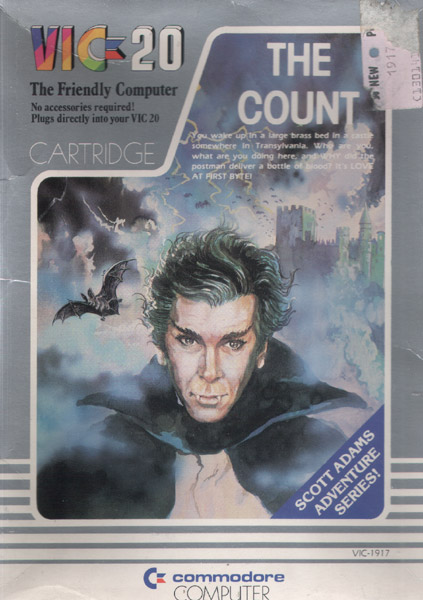 VIC-20
The Friendly Computer
No accessories required!
Plugs directly into your VIC 20
CARTRIDGE
THE
COUNT
NEW
1917
You wake up in a large brass bed in a castle
somewhere in Transylvania. Who are you,
what are you doing here, and WHY did the
postman deliver a bottle of blood? It's LOVE
AT FIRST BYTE!
SCOTT ADAMS
ADVENTURE
SERIES!
VIC-1917
commodore
COMPUTER